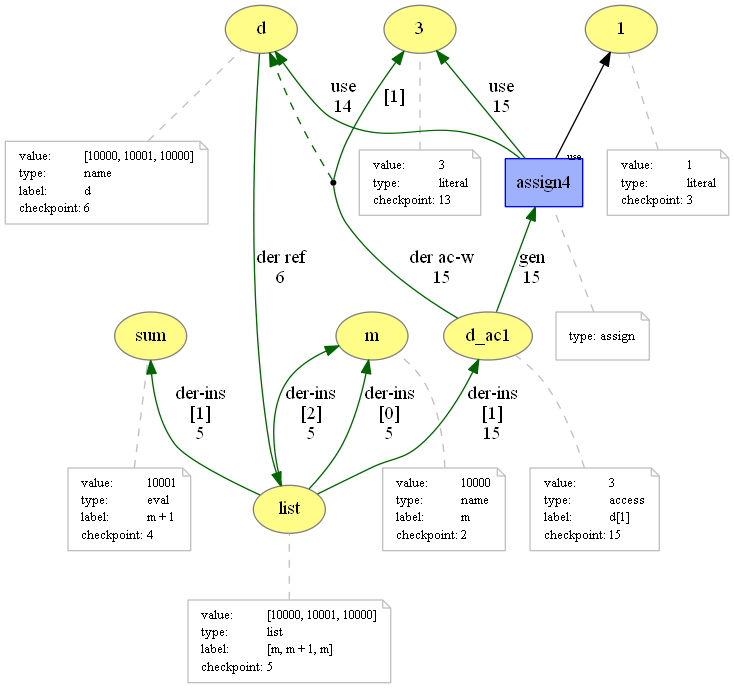 d
3
1
use
14
[1]
use
15
value: [10000, 10001, 10000]
type: name
label: d
checkpoint: 6
value: 3
type: literal
checkpoint: 13
use
assign4
value: 1
type: literal
checkpoint: 3
der ref
6
der ac-w
15
gen
15
sum
m
d_ac1
type: assign
der-ins
[1]
5
der-ins
[2]
5
der-ins
[0]
5
der-ins
[1]
15
value: 10001
type: eval
label: m + 1
checkpoint: 4
list
value: 10000
type: name
label: m
checkpoint: 2
value: 3
type: access
label: d[1]
checkpoint: 15
value: [10000, 10001, 10000]
type: list
label: [m, m + 1, m]
checkpoint: 5